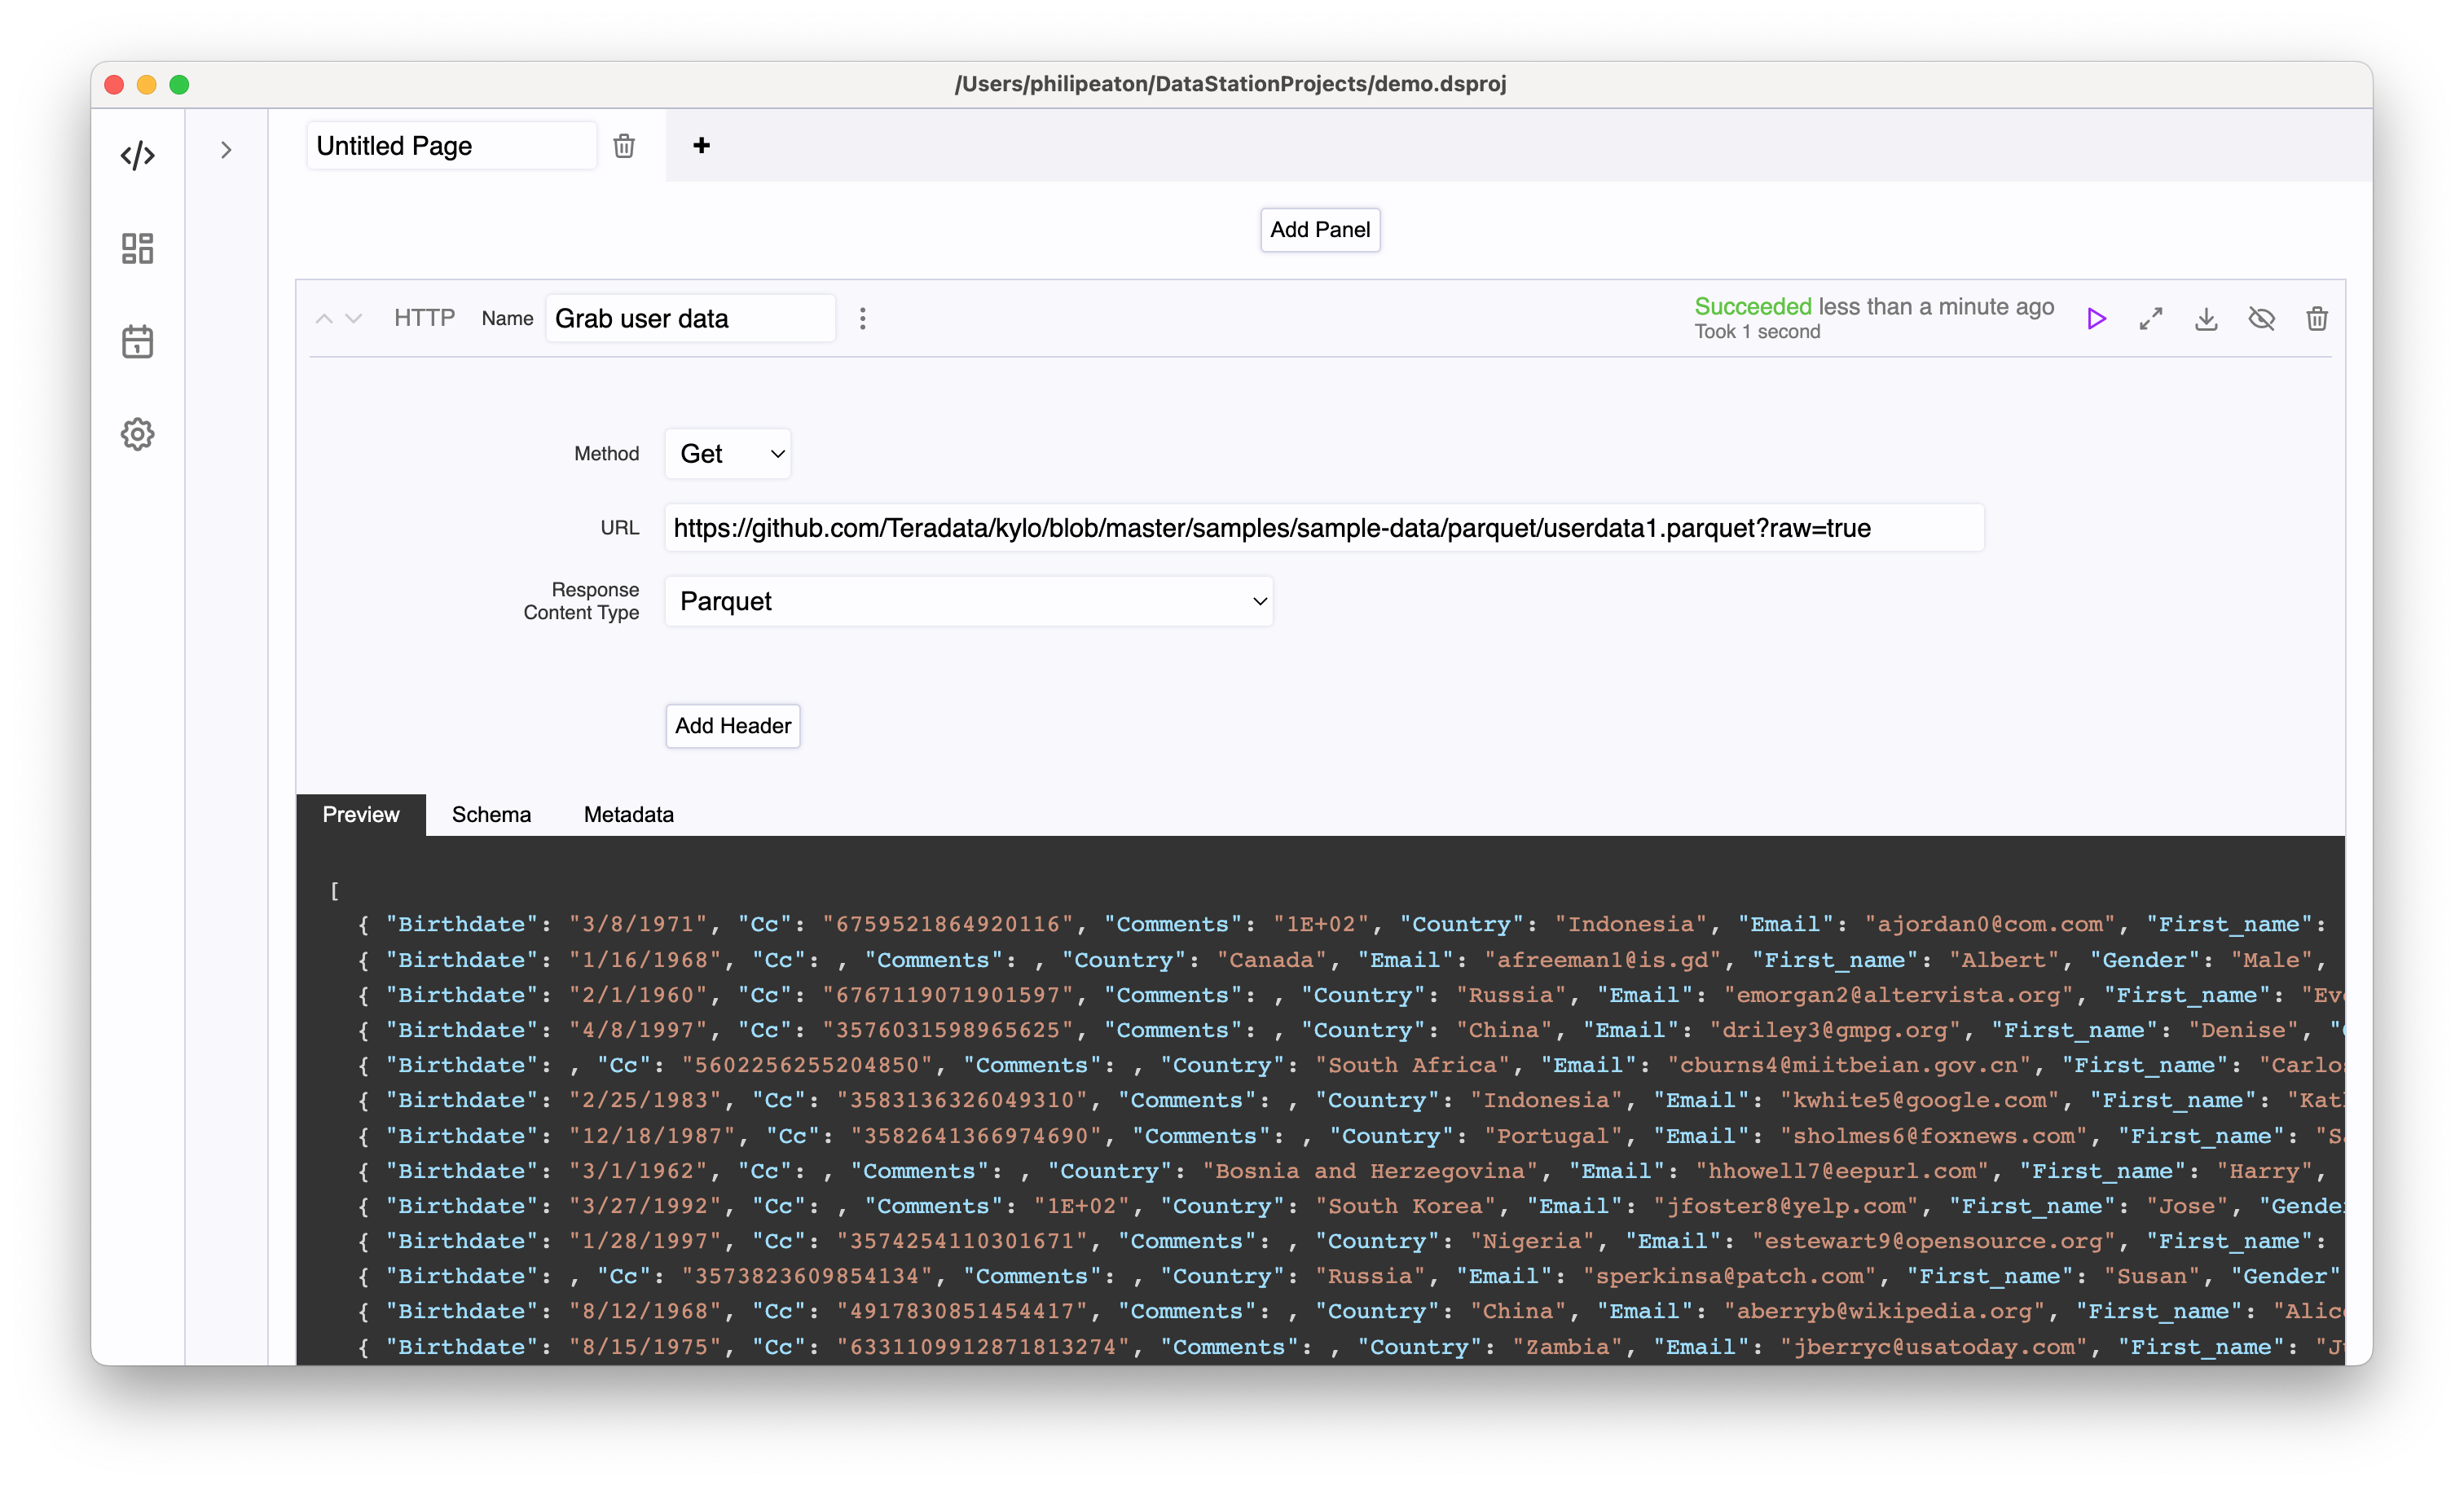 /Users/philipeaton/DataStationProjects/demo.dsproj
Untitled Page
+
Add Panel
HTTP Name Grab user data
Succeeded less than a minute ago
Took 1 second
Method Get
URL https://github.com/Teradata/kylo/blob/master/samples/sample-data/parquet/userdata1.parquet?raw=true
Response
Content Type
Parquet
Add Header
Preview Schema Metadata
[
{ "Birthdate": "3/8/1971", "Cc": "6759521864920116", "Comments": "1E+02", "Country": "Indonesia", "Email": "ajordan0@com.com", "First_name":
{ "Birthdate": "1/16/1968", "Cc": , "Comments": , "Country": "Canada", "Email": "afreeman1@is.gd", "First_name": "Albert", "Gender": "Male",
{ "Birthdate": "2/1/1960", "Cc": "6767119071901597", "Comments": , "Country": "Russia", "Email": "emorgan2@altervista.org", "First_name": "Ev
{ "Birthdate": "4/8/1997", "Cc": "3576031598965625", "Comments": , "Country": "China", "Email": "driley3@gmpg.org", "First_name": "Denise", "
{ "Birthdate": , "Cc": "5602256255204850", "Comments": , "Country": "South Africa", "Email": "cburns4@miitbeian.gov.cn", "First_name": "Carlo
{ "Birthdate": "2/25/1983", "Cc": "3583136326049310", "Comments": , "Country": "Indonesia", "Email": "kwhite5@google.com", "First_name": "Kat
{ "Birthdate": "12/18/1987", "Cc": "3582641366974690", "Comments": , "Country": "Portugal", "Email": "sholmes6@foxnews.com", "First_name": "S
{ "Birthdate": "3/1/1962", "Cc": , "Comments": , "Country": "Bosnia and Herzegovina", "Email": "hhowell7@eepurl.com", "First_name": "Harry",
{ "Birthdate": "3/27/1992", "Cc": , "Comments": "1E+02", "Country": "South Korea", "Email": "jfoster8@yelp.com", "First_name": "Jose", "Gende
{ "Birthdate": "1/28/1997", "Cc": "3574254110301671", "Comments": , "Country": "Nigeria", "Email": "estewart9@opensource.org", "First_name":
{ "Birthdate": , "Cc": "3573823609854134", "Comments": , "Country": "Russia", "Email": "sperkinsa@patch.com", "First_name": "Susan", "Gender"
{ "Birthdate": "8/12/1968", "Cc": "4917830851454417", "Comments": , "Country": "China", "Email": "aberryb@wikipedia.org", "First_name": "Alic
{ "Birthdate": "8/15/1975", "Cc": "6331109912871813274", "Comments": , "Country": "Zambia", "Email": "jberryc@usatoday.com", "First_name": "J